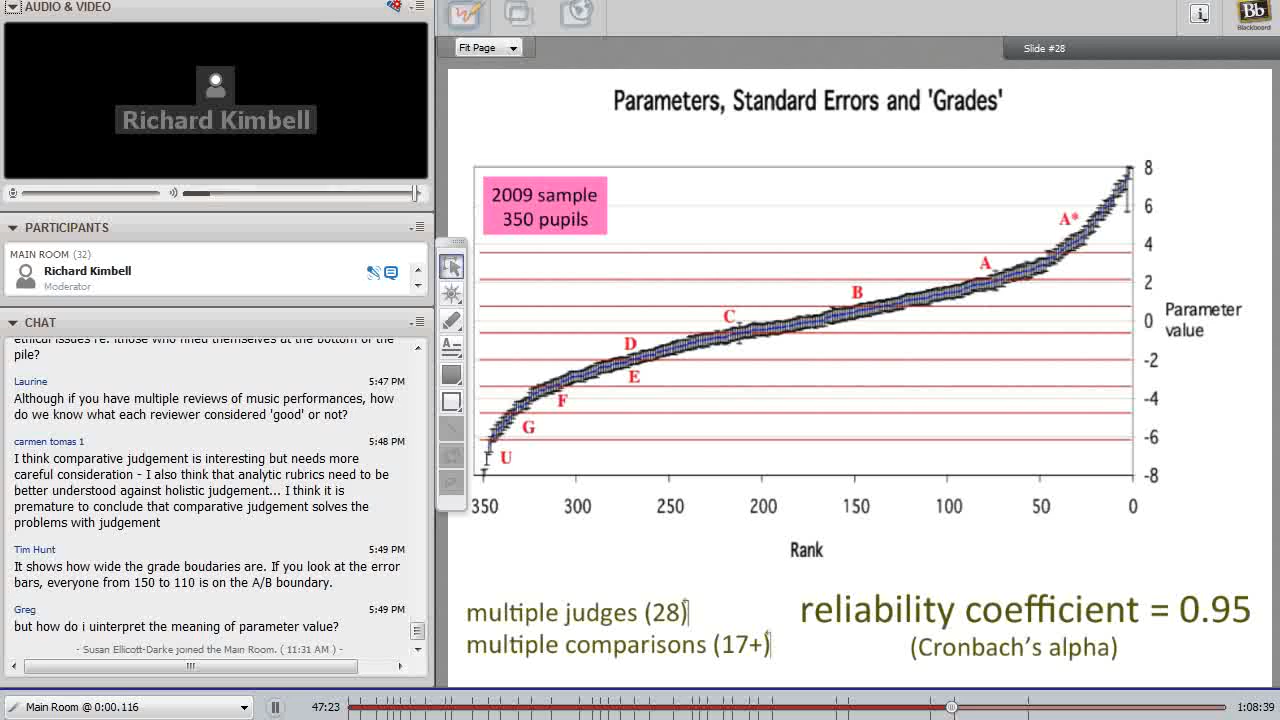 AUDIO & VIDEO
Richard Kimbell
PARTICIPANTS
MAIN ROOM (32)
Richard Kimbell
Moderator
CHAT
pile?
Laurine
5:47 PM
Although if you have multiple reviews of music performances, how
do we know what each reviewer considered 'good' or not?
carmen tomas 1
5:48 PM
I think comparative judgement is interesting but needs more
careful consideration - I also think that analytic rubrics need to be
better understood against holistic judgement... I think it is
premature to conclude that comparative judgement solves the
problems with judgement
Tim Hunt
5:49 PM
It shows how wide the grade boudaries are. If you look at the error
bars, everyone from 150 to 110 is on the A/B boundary.
Greg
5:49 PM
but how do i uinterpret the meaning of parameter value?
- Susan Ellicott-Darke joined the Main Room. ( 11:31 AM ) -
Main Room @ 0:00.116
47:23
1:08:39
Fit Page
Bb
Blackboard
Slide #28
Parameters, Standard Errors and 'Grades'
2009 sample
350 pupils
A*
A
B
C
D
E
F
G
U
8
6
4
2
0
-2
-4
-6
-8
Parameter
value
350
300
250
200
150
100
50
0
Rank
multiple judges (28)
multiple comparisons (17+)
reliability coefficient = 0.95
(Cronbach's alpha)